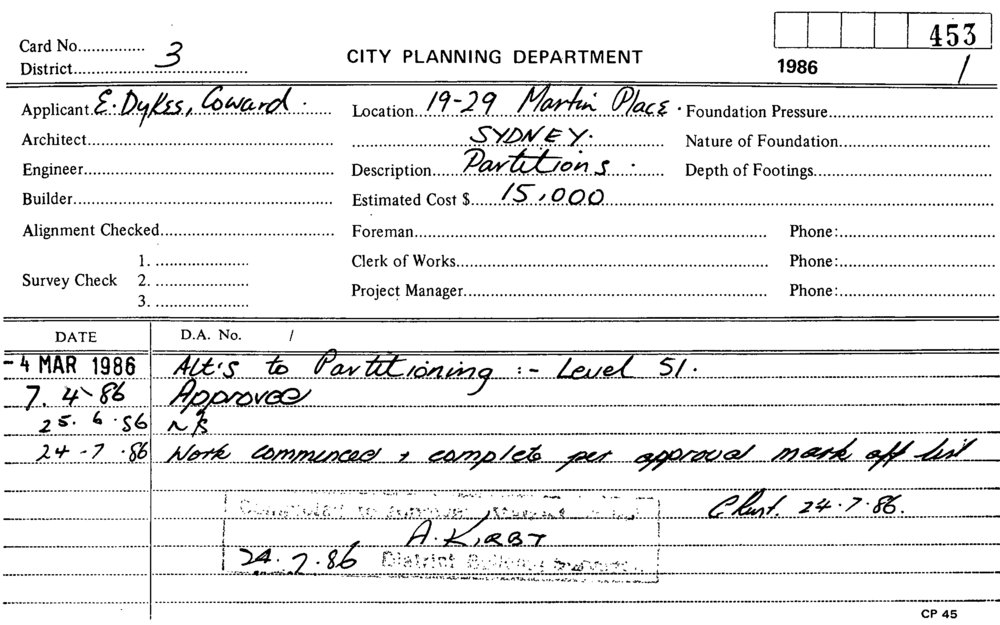 453
Card No............... 3
District
CITY PLANNING DEPARTMENT
1986 /
Applicant E. Dykes, Coward.
Location 19-29 Martin Place.
Foundation Pressure
Architect
SYDNEY.
Nature of Foundation
Engineer
Description Partitions.
Depth of Footings
Builder
Estimated Cost $ 15,000
Alignment Checked
Foreman
Phone:
Survey Check
1.
2.
3.
Clerk of Works
Phone:
Project Manager
Phone:
DATE D.A. No. /
-4 MAR 1986 Alt's to Partitioning :- Level 51.
7. 4-86 Approved
25. 6. 86 N/S
24-7.86 Work commenced & complete per approval mark off list
24.7.86.
A. KIRBY
24.7.86 District Building Surveyor
CP 45